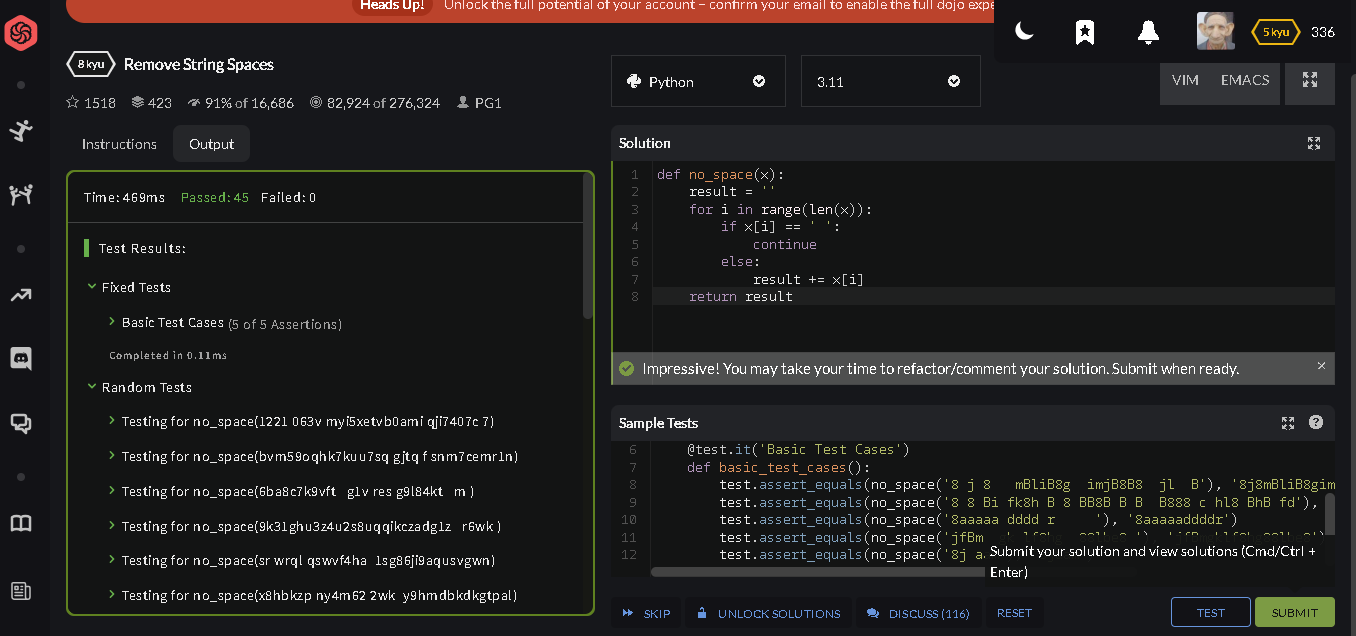 Heads Up! Unlock the full potential of your account – confirm your email to enable the full dojo expe
5 kyu 336
8 kyu Remove String Spaces
1518 423 91% of 16,686 82,924 of 276,324 PG1
Instructions Output
Time: 469ms Passed: 45 Failed: 0
Test Results:
Fixed Tests
Basic Test Cases (5 of 5 Assertions)
Completed in 0.11ms
Random Tests
Testing for no_space(1221 063v myi5xetvb0ami qji7407c 7)
Testing for no_space(bvm59oqhk7kuu7sq gjtq f snm7cemr1n)
Testing for no_space(6ba8c7k9vft  g1v res g9l84kt  m )
Testing for no_space(9k31ghu3z4u2s8uqqikczadg1z  r6wk )
Testing for no_space(sr wrql qswvf4ha  1sg86ji9aqusvgwn)
Testing for no_space(x8hbkzp ny4m62 2wk  y9hmdbkdkgtpal)
Python 3.11
VIM EMACS
Solution
1 def no_space(x):
2     result = ''
3     for i in range(len(x)):
4         if x[i] == ' ':
5             continue
6         else:
7             result += x[i]
8     return result
Impressive! You may take your time to refactor/comment your solution. Submit when ready.
Sample Tests
6     @test.it('Basic Test Cases')
7     def basic_test_cases():
8         test.assert_equals(no_space('8 j 8   mBliB8g  imjB8B8  jl  B'), '8j8mBliB8gim
9         test.assert_equals(no_space('8 8 Bi fk8h B 8 BB8B B B  B888 c hl8 BhB fd'),
10         test.assert_equals(no_space('8aaaaa dddd r     '), '8aaaaaddddr')
11         test.assert_equals(no_space('jfBm
12         test.assert_equals(no_space('8j a
Submit your solution and view solutions (Cmd/Ctrl +
Enter)
SKIP UNLOCK SOLUTIONS DISCUSS (116) RESET TEST SUBMIT